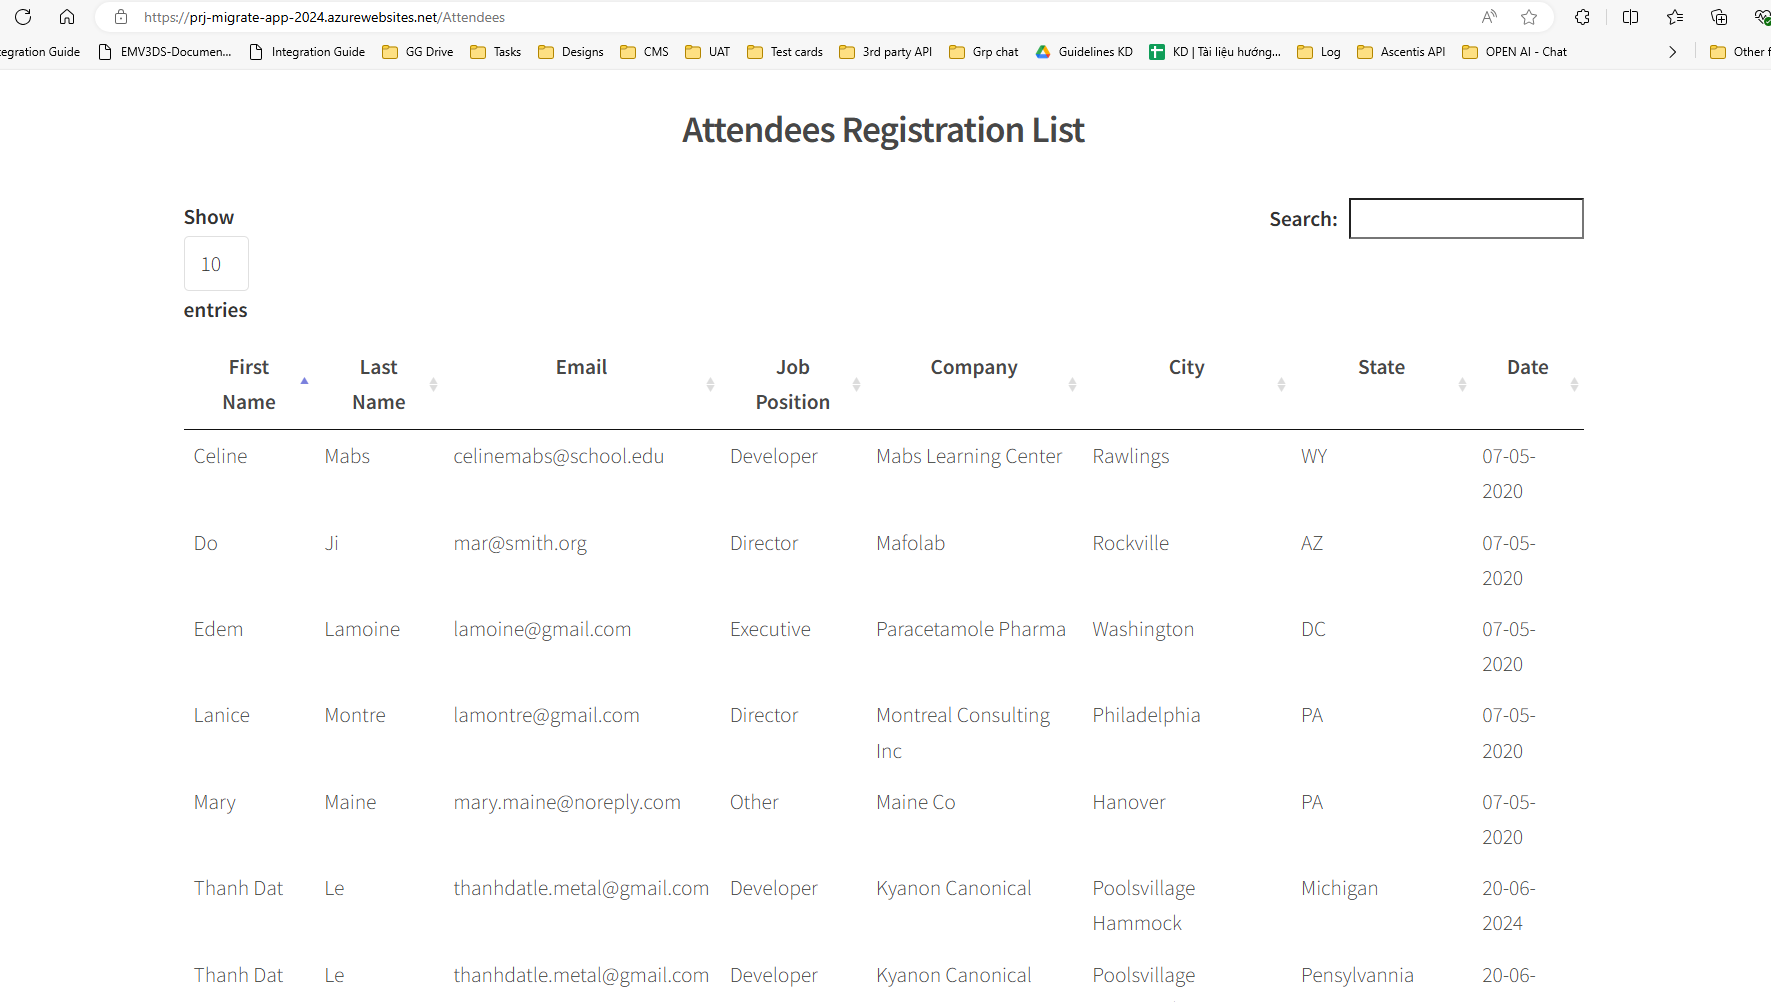 https://prj-migrate-app-2024.azurewebsites.net/Attendees
tegration Guide EMV3DS-Documen... Integration Guide GG Drive Tasks Designs CMS UAT Test cards 3rd party API Grp chat Guidelines KD KD | Tài liệu hướng... Log Ascentis API OPEN AI - Chat Other f
Attendees Registration List
Show
10
entries
Search:
First Name Last Name Email Job Position Company City State Date
Celine Mabs celinemabs@school.edu Developer Mabs Learning Center Rawlings WY 07-05-
2020
Do Ji mar@smith.org Director Mafolab Rockville AZ 07-05-
2020
Edem Lamoine lamoine@gmail.com Executive Paracetamole Pharma Washington DC 07-05-
2020
Lanice Montre lamontre@gmail.com Director Montreal Consulting Philadelphia PA 07-05-
Inc 2020
Mary Maine mary.maine@noreply.com Other Maine Co Hanover PA 07-05-
2020
Thanh Dat Le thanhdatle.metal@gmail.com Developer Kyanon Canonical Poolsvillage Michigan 20-06-
Hammock 2024
Thanh Dat Le thanhdatle.metal@gmail.com Developer Kyanon Canonical Poolsvillage Pensylvannia 20-06-